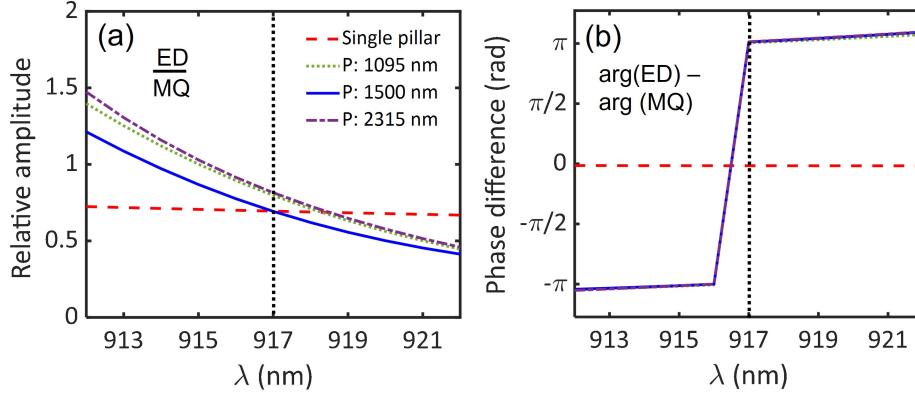 (a)
ED
MQ
Single pillar
P: 1095 nm
P: 1500 nm
P: 2315 nm
Relative amplitude
2
1.5
1
0.5
0
913
915
917
919
921
λ (nm)
(b)
arg(ED) –
arg (MQ)
Phase difference (rad)
π
π/2
0
-π/2
-π
913
915
917
919
921
λ (nm)